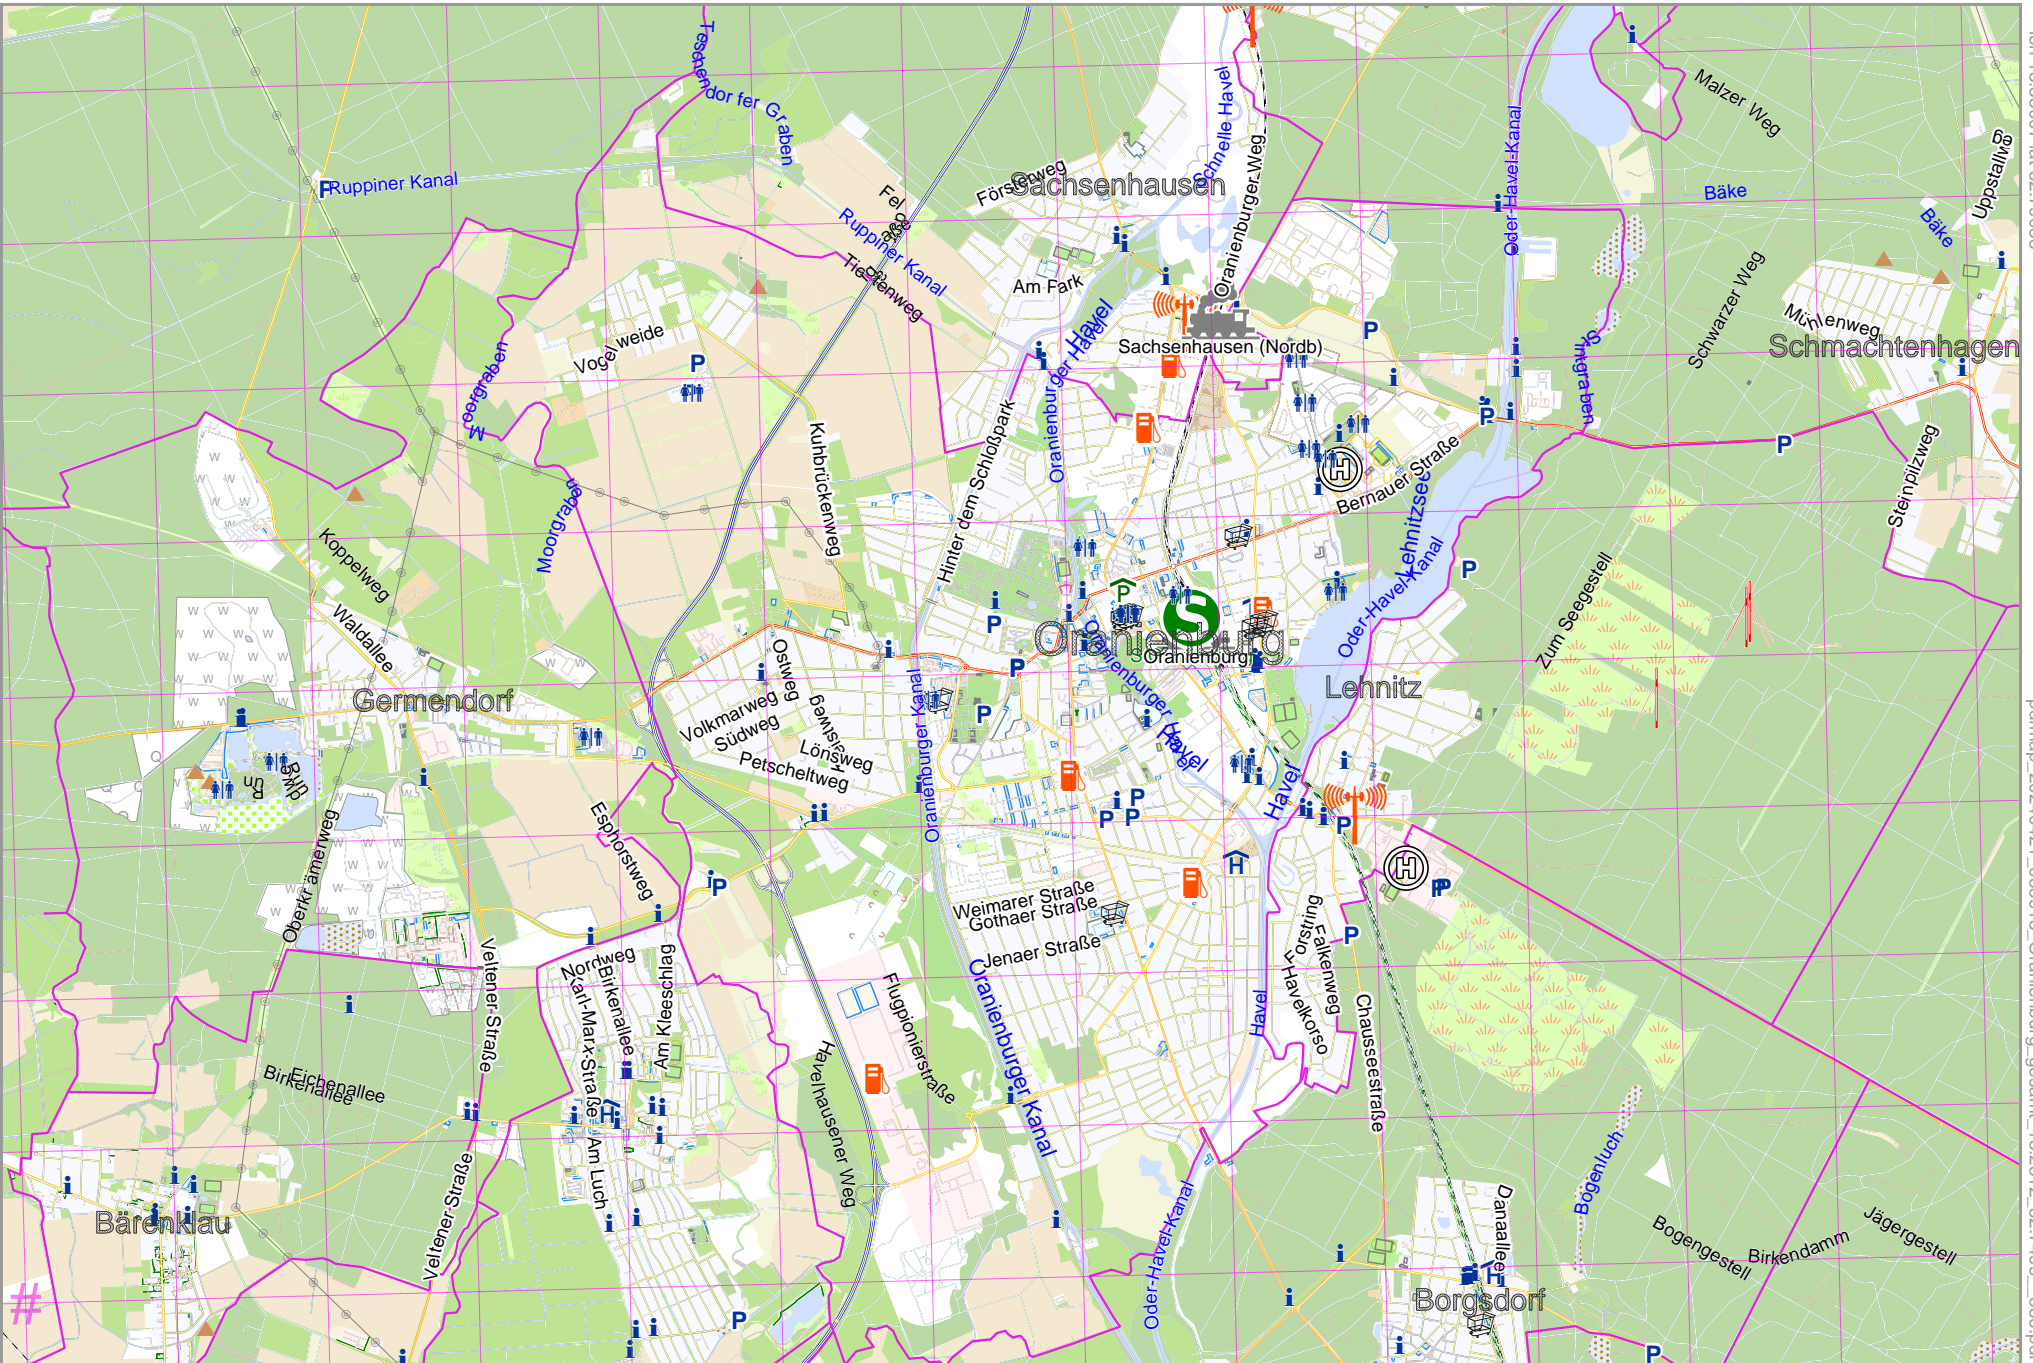 Teschendorfer Graben
Schnelle Havel
Malzer Weg
Oder-Havel-Kanal
Ruppiner Kanal
Försterweg
Sachsenhausen
Oranienburger Weg
Bäke
Bäke
Uppstallweg
Ruppiner Kanal
Tiefenweg
Am Fark
Schwarzer Weg
Mühlenweg
Schmachtenhagen
Vogelweide
Havel
Oranienburger Havel
Sachsenhausen (Nordb)
Moorgraben
Kuhbrückenweg
Hinter dem Schloßpark
Bernauer Straße
Lehnitzsee
Oder-Havel-Kanal
Steinpilzweg
Moorgraben
Koppelweg
Waldallee
Zum Seegestell
Oranienburg
Oranienburg
Oranienburger Havel
Havel
Lehnitz
Germendorf
Ostweg
Volkmarweg
Südweg
Lönsweg
Petscheltweg
Oranienburger Kanal
Havel
Esphorstweg
Oberkrämerweg
Weimarer Straße
Gothaer Straße
Jenaer Straße
Forstring
Falkenweg
Havelkorso
Havel
Chausseestraße
Veltener-Straße
Nordweg
Birkenallee
Karl-Marx-Straße
Am Kleeschlag
Flugpionierstraße
Oranienburger Kanal
Havelhausener Weg
Eichenallee
Birkenallee
Am Luch
Veltener-Straße
Bärenklau
Oder-Havel-Kanal
Bogenluch
Danaallee
Bogengestell
Birkendamm
Jägergestell
Borgsdorf
#